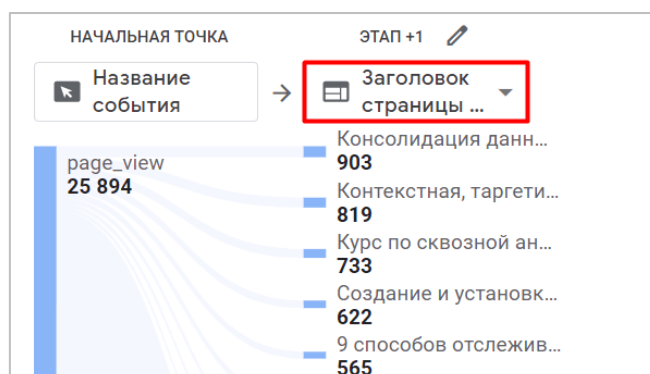 НАЧАЛЬНАЯ ТОЧКА
ЭТАП +1
Название
события
Заголовок
страницы ...
page_view
25 894
Консолидация данн...
903
Контекстная, таргети...
819
Курс по сквозной ан...
733
Создание и установк...
622
9 способов отслежив...
565